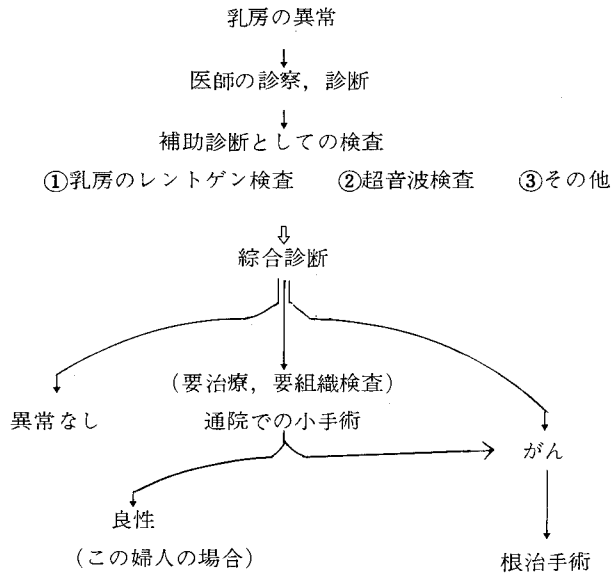 乳房の異常
医師の診察，診断
補助診断としての検査
①乳房のレントゲン検査　②超音波検査　③その他
綜合診断
(要治療，要組織検査)
異常なし　通院での小手術　がん
良性
(この婦人の場合)　根治手術